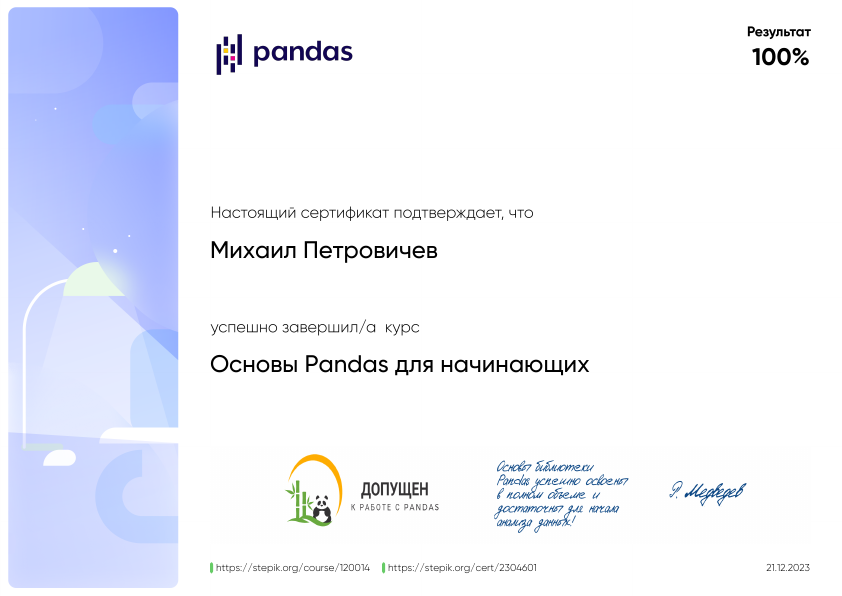 pandas
Результат
100%
Настоящий сертификат подтверждает, что
Михаил Петровичев
успешно завершил/а курс
Основы Pandas для начинающих
ДОПУЩЕН
К РАБОТЕ С PANDAS
Основы библиотеки
Pandas успешно освоены
в полном объеме и
достаточны для начала
анализа данных!
Р. Медведев
https://stepik.org/course/120014
https://stepik.org/cert/2304601
21.12.2023